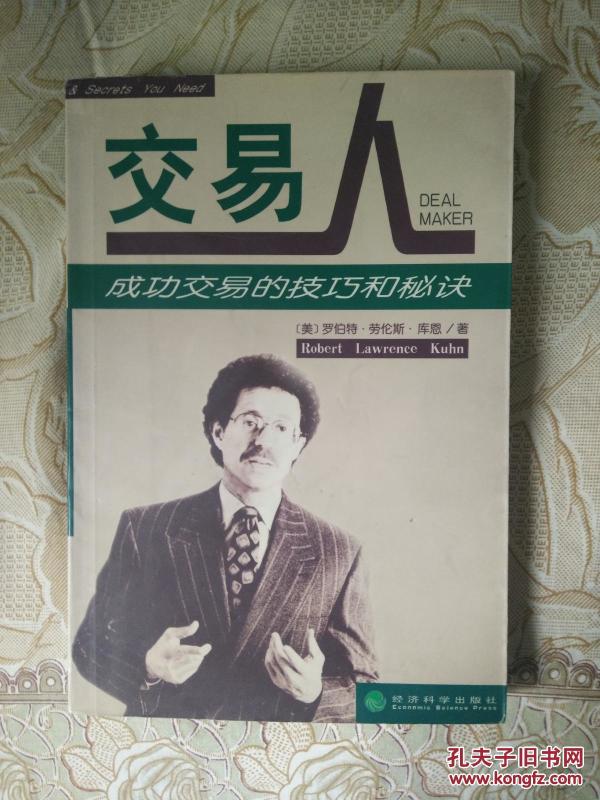 & Secrets You Need
交易人
DEAL
MAKER
成功交易的技巧和秘诀
〔美〕罗伯特·劳伦斯·库恩／著
Robert Lawrence Kuhn
经济科学出版社
Economic Science Press
孔夫子旧书网
www.kongfz.com